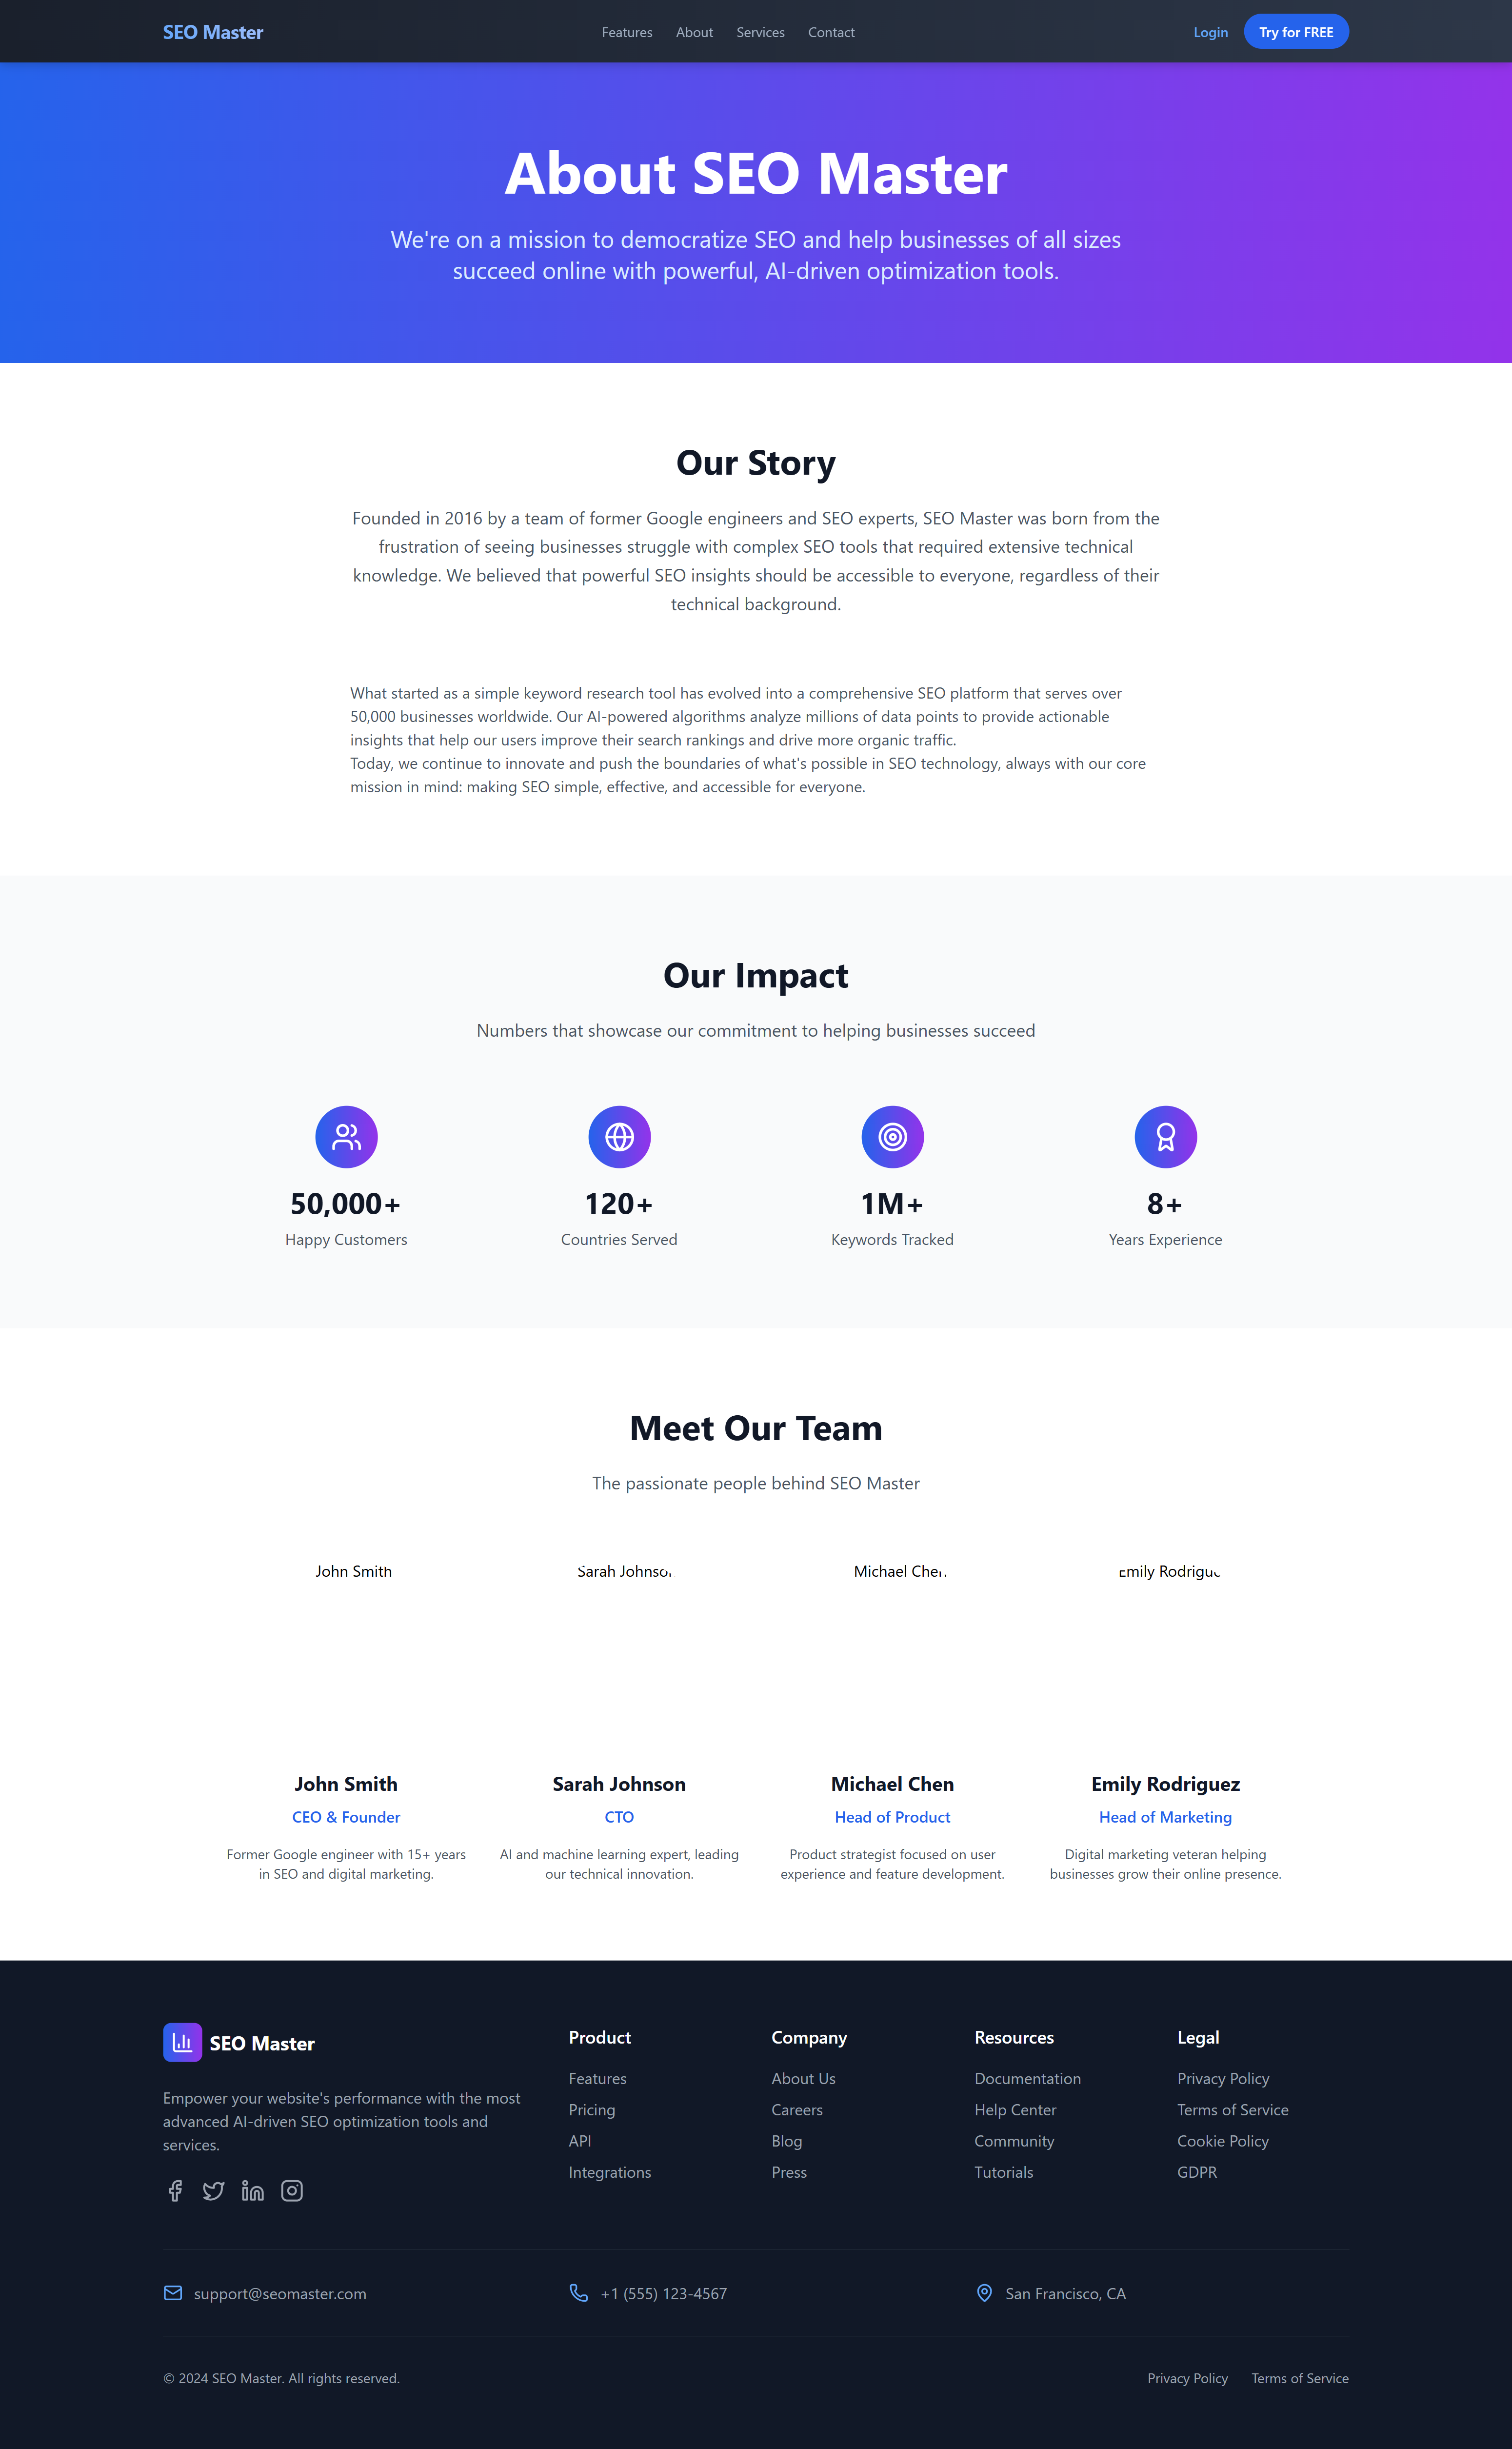 SEO Master
Features
About
Services
Contact
Login
Try for FREE
About SEO Master
We're on a mission to democratize SEO and help businesses of all sizes
succeed online with powerful, AI-driven optimization tools.
Our Story
Founded in 2016 by a team of former Google engineers and SEO experts, SEO Master was born from the
frustration of seeing businesses struggle with complex SEO tools that required extensive technical
knowledge. We believed that powerful SEO insights should be accessible to everyone, regardless of their
technical background.
What started as a simple keyword research tool has evolved into a comprehensive SEO platform that serves over
50,000 businesses worldwide. Our AI-powered algorithms analyze millions of data points to provide actionable
insights that help our users improve their search rankings and drive more organic traffic.
Today, we continue to innovate and push the boundaries of what's possible in SEO technology, always with our core
mission in mind: making SEO simple, effective, and accessible for everyone.
Our Impact
Numbers that showcase our commitment to helping businesses succeed
50,000+
Happy Customers
120+
Countries Served
1M+
Keywords Tracked
8+
Years Experience
Meet Our Team
The passionate people behind SEO Master
John Smith
Sarah Johnson
Michael Chen
Emily Rodrigu
John Smith
CEO & Founder
Former Google engineer with 15+ years
in SEO and digital marketing.
Sarah Johnson
CTO
AI and machine learning expert, leading
our technical innovation.
Michael Chen
Head of Product
Product strategist focused on user
experience and feature development.
Emily Rodriguez
Head of Marketing
Digital marketing veteran helping
businesses grow their online presence.
SEO Master
Empower your website's performance with the most
advanced AI-driven SEO optimization tools and
services.
Product
Features
Pricing
API
Integrations
Company
About Us
Careers
Blog
Press
Resources
Documentation
Help Center
Community
Tutorials
Legal
Privacy Policy
Terms of Service
Cookie Policy
GDPR
support@seomaster.com
+1 (555) 123-4567
San Francisco, CA
© 2024 SEO Master. All rights reserved.
Privacy Policy
Terms of Service